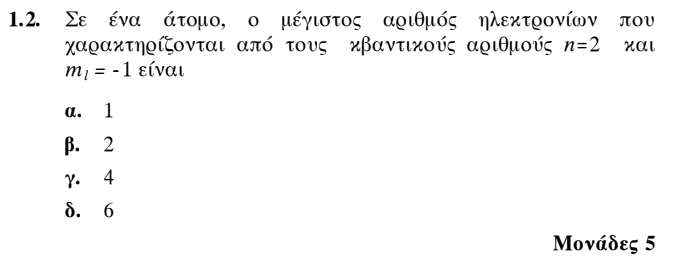 1.2. Σε ένα άτομο, ο μέγιστος αριθμός ηλεκτρονίων που
χαρακτηρίζονται από τους κβαντικούς αριθμούς n=2 και
mₗ = -1 είναι
α. 1
β. 2
γ. 4
δ. 6
Μονάδες 5